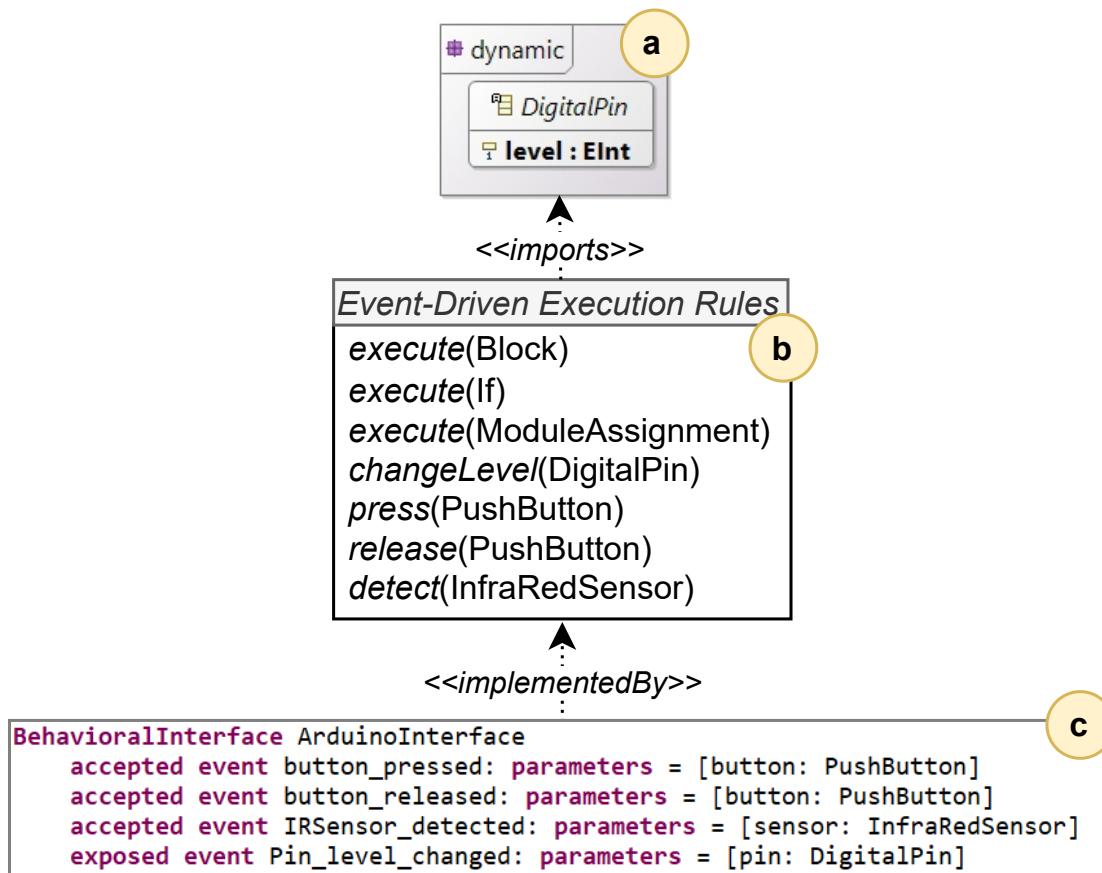 dynamic
a
DigitalPin
level : EInt
<<imports>>
Event-Driven Execution Rules
b
execute(Block)
execute(If)
execute(ModuleAssignment)
changeLevel(DigitalPin)
press(PushButton)
release(PushButton)
detect(InfraRedSensor)
<<implementedBy>>
c
BehavioralInterface ArduinoInterface
accepted event button_pressed: parameters = [button: PushButton]
accepted event button_released: parameters = [button: PushButton]
accepted event IRSensor_detected: parameters = [sensor: InfraRedSensor]
exposed event Pin_level_changed: parameters = [pin: DigitalPin]